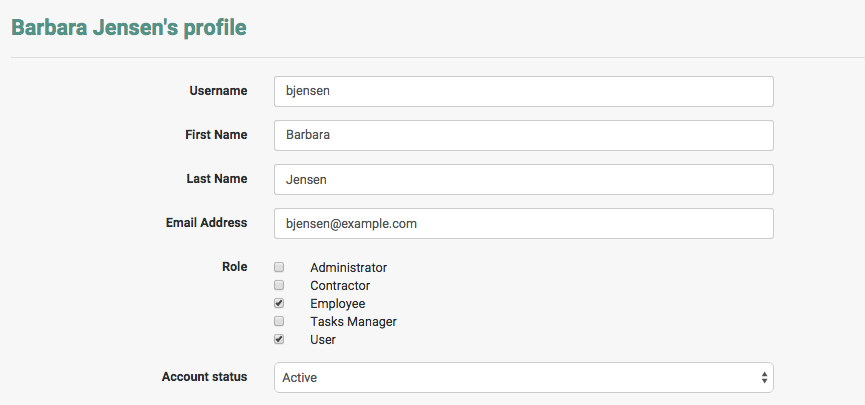 Barbara Jensen's profile
Username bjensen
First Name Barbara
Last Name Jensen
Email Address bjensen@example.com
Role Administrator
Contractor
Employee
Tasks Manager
User
Account status Active